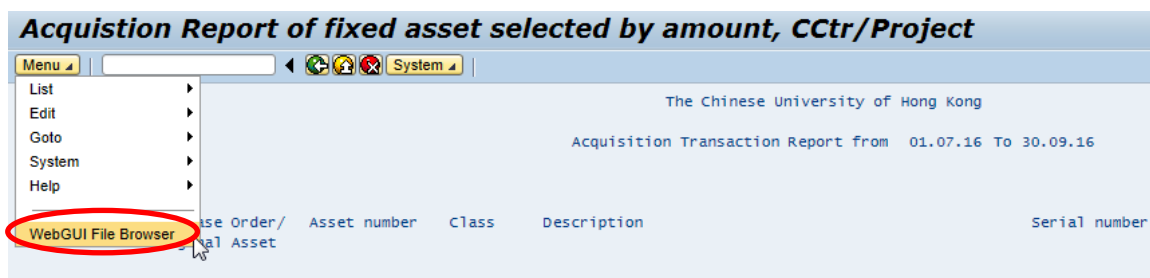 Acquistion Report of fixed asset selected by amount, CCtr/Project
Menu System
List
The Chinese University of Hong Kong
Edit
Goto
Acquisition Transaction Report from 01.07.16 To 30.09.16
System
Help
Order/ Asset number Class Description Serial number
WebGUI File Browser
Asset